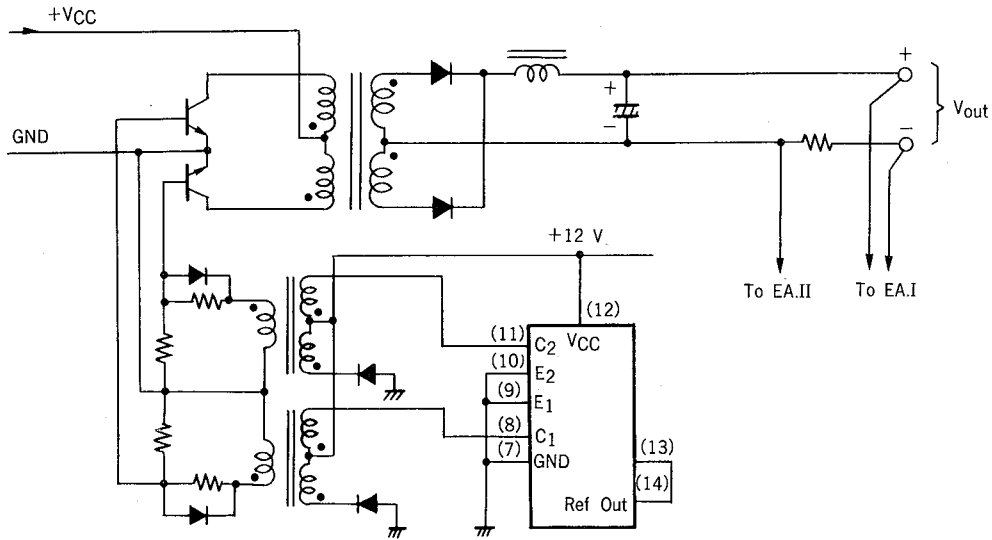 +VCC
GND
+
−
+
−
Vout
+12 V
To EA.II
To EA.I
(12)
VCC
(11)
C2
(10)
E2
(9)
E1
(8)
C1
(7)
GND
(13)
(14)
Ref Out